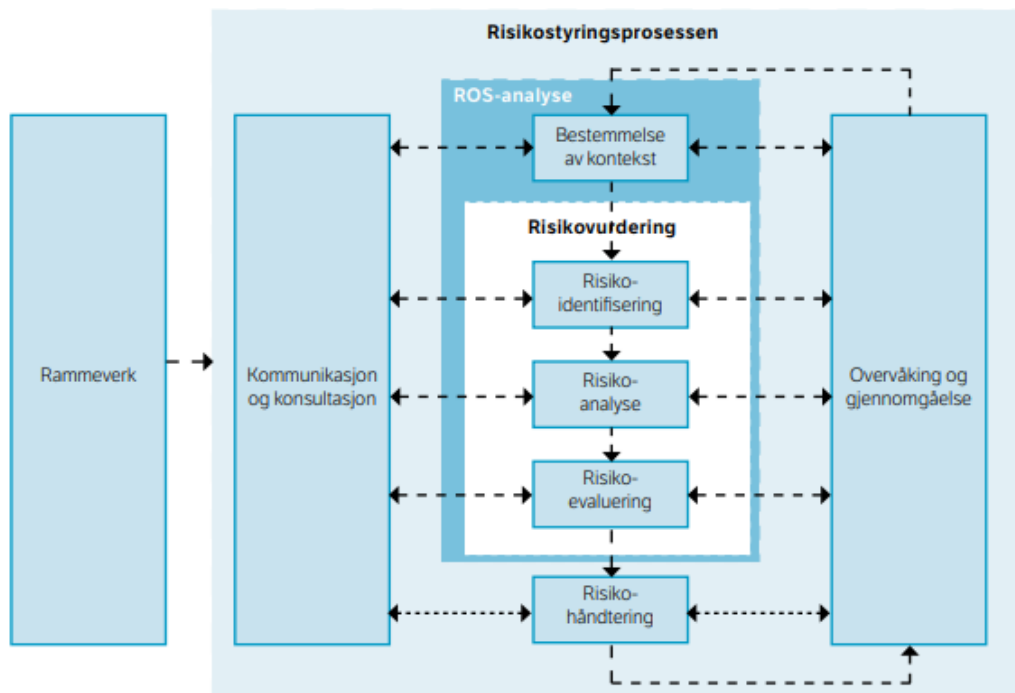 Risikostyringsprosessen
ROS-analyse
Bestemmelse
av kontekst
Risikovurdering
Risiko-
identifisering
Rammeverk
Kommunikasjon
og konsultasjon
Risiko-
analyse
Overvåking og
gjennomgåelse
Risiko-
evaluering
Risiko-
håndtering